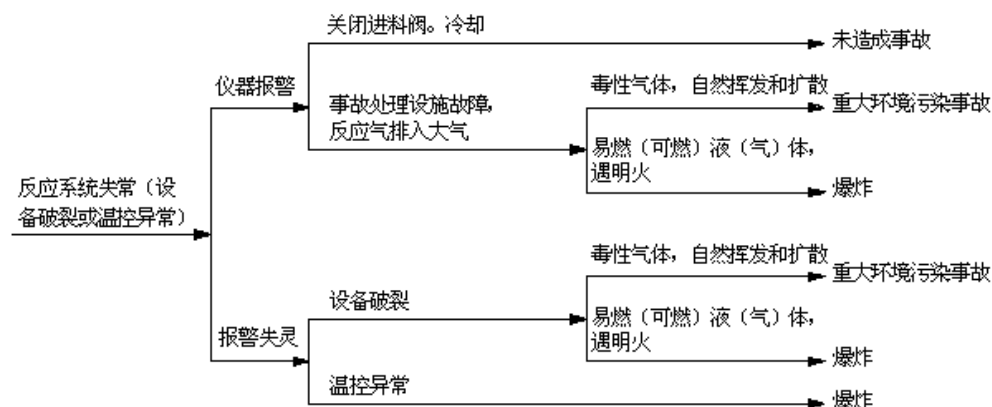 关闭进料阀。冷却
未造成事故
仪器报警
毒性气体，自然挥发和扩散
事故处理设施故障，
反应气排入大气
重大环境污染事故
易燃（可燃）液（气）体，
遇明火
爆炸
反应系统失常（设
备破裂或温控异常）
毒性气体，自然挥发和扩散
重大环境污染事故
设备破裂
易燃（可燃）液（气）体，
遇明火
报警失灵
爆炸
温控异常
爆炸